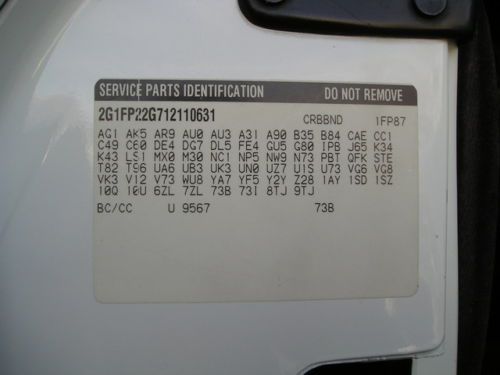 SERVICE PARTS IDENTIFICATION DO NOT REMOVE
2G1FP22G712110631 CRBBND 1FP87
AG1 AK5 AR9 AU0 AU3 A31 A90 B35 B84 CAE CC1
C49 C60 DE4 DG7 DL5 FE4 GU5 G80 IPB J65 K34
K43 LS1 MX0 M30 NC1 NP5 NW9 N73 PBT QFK STE
T82 T96 UA6 UB3 UK3 UN0 UZ7 U1S U73 VG6 VG8
VK3 V12 V73 WU8 YA7 YF5 Y2Y Z28 1AY 1SD 1SZ
10Q 10U 6ZL 7ZL 73B 73I 8TJ 9TJ
BC/CC U 9567 73B